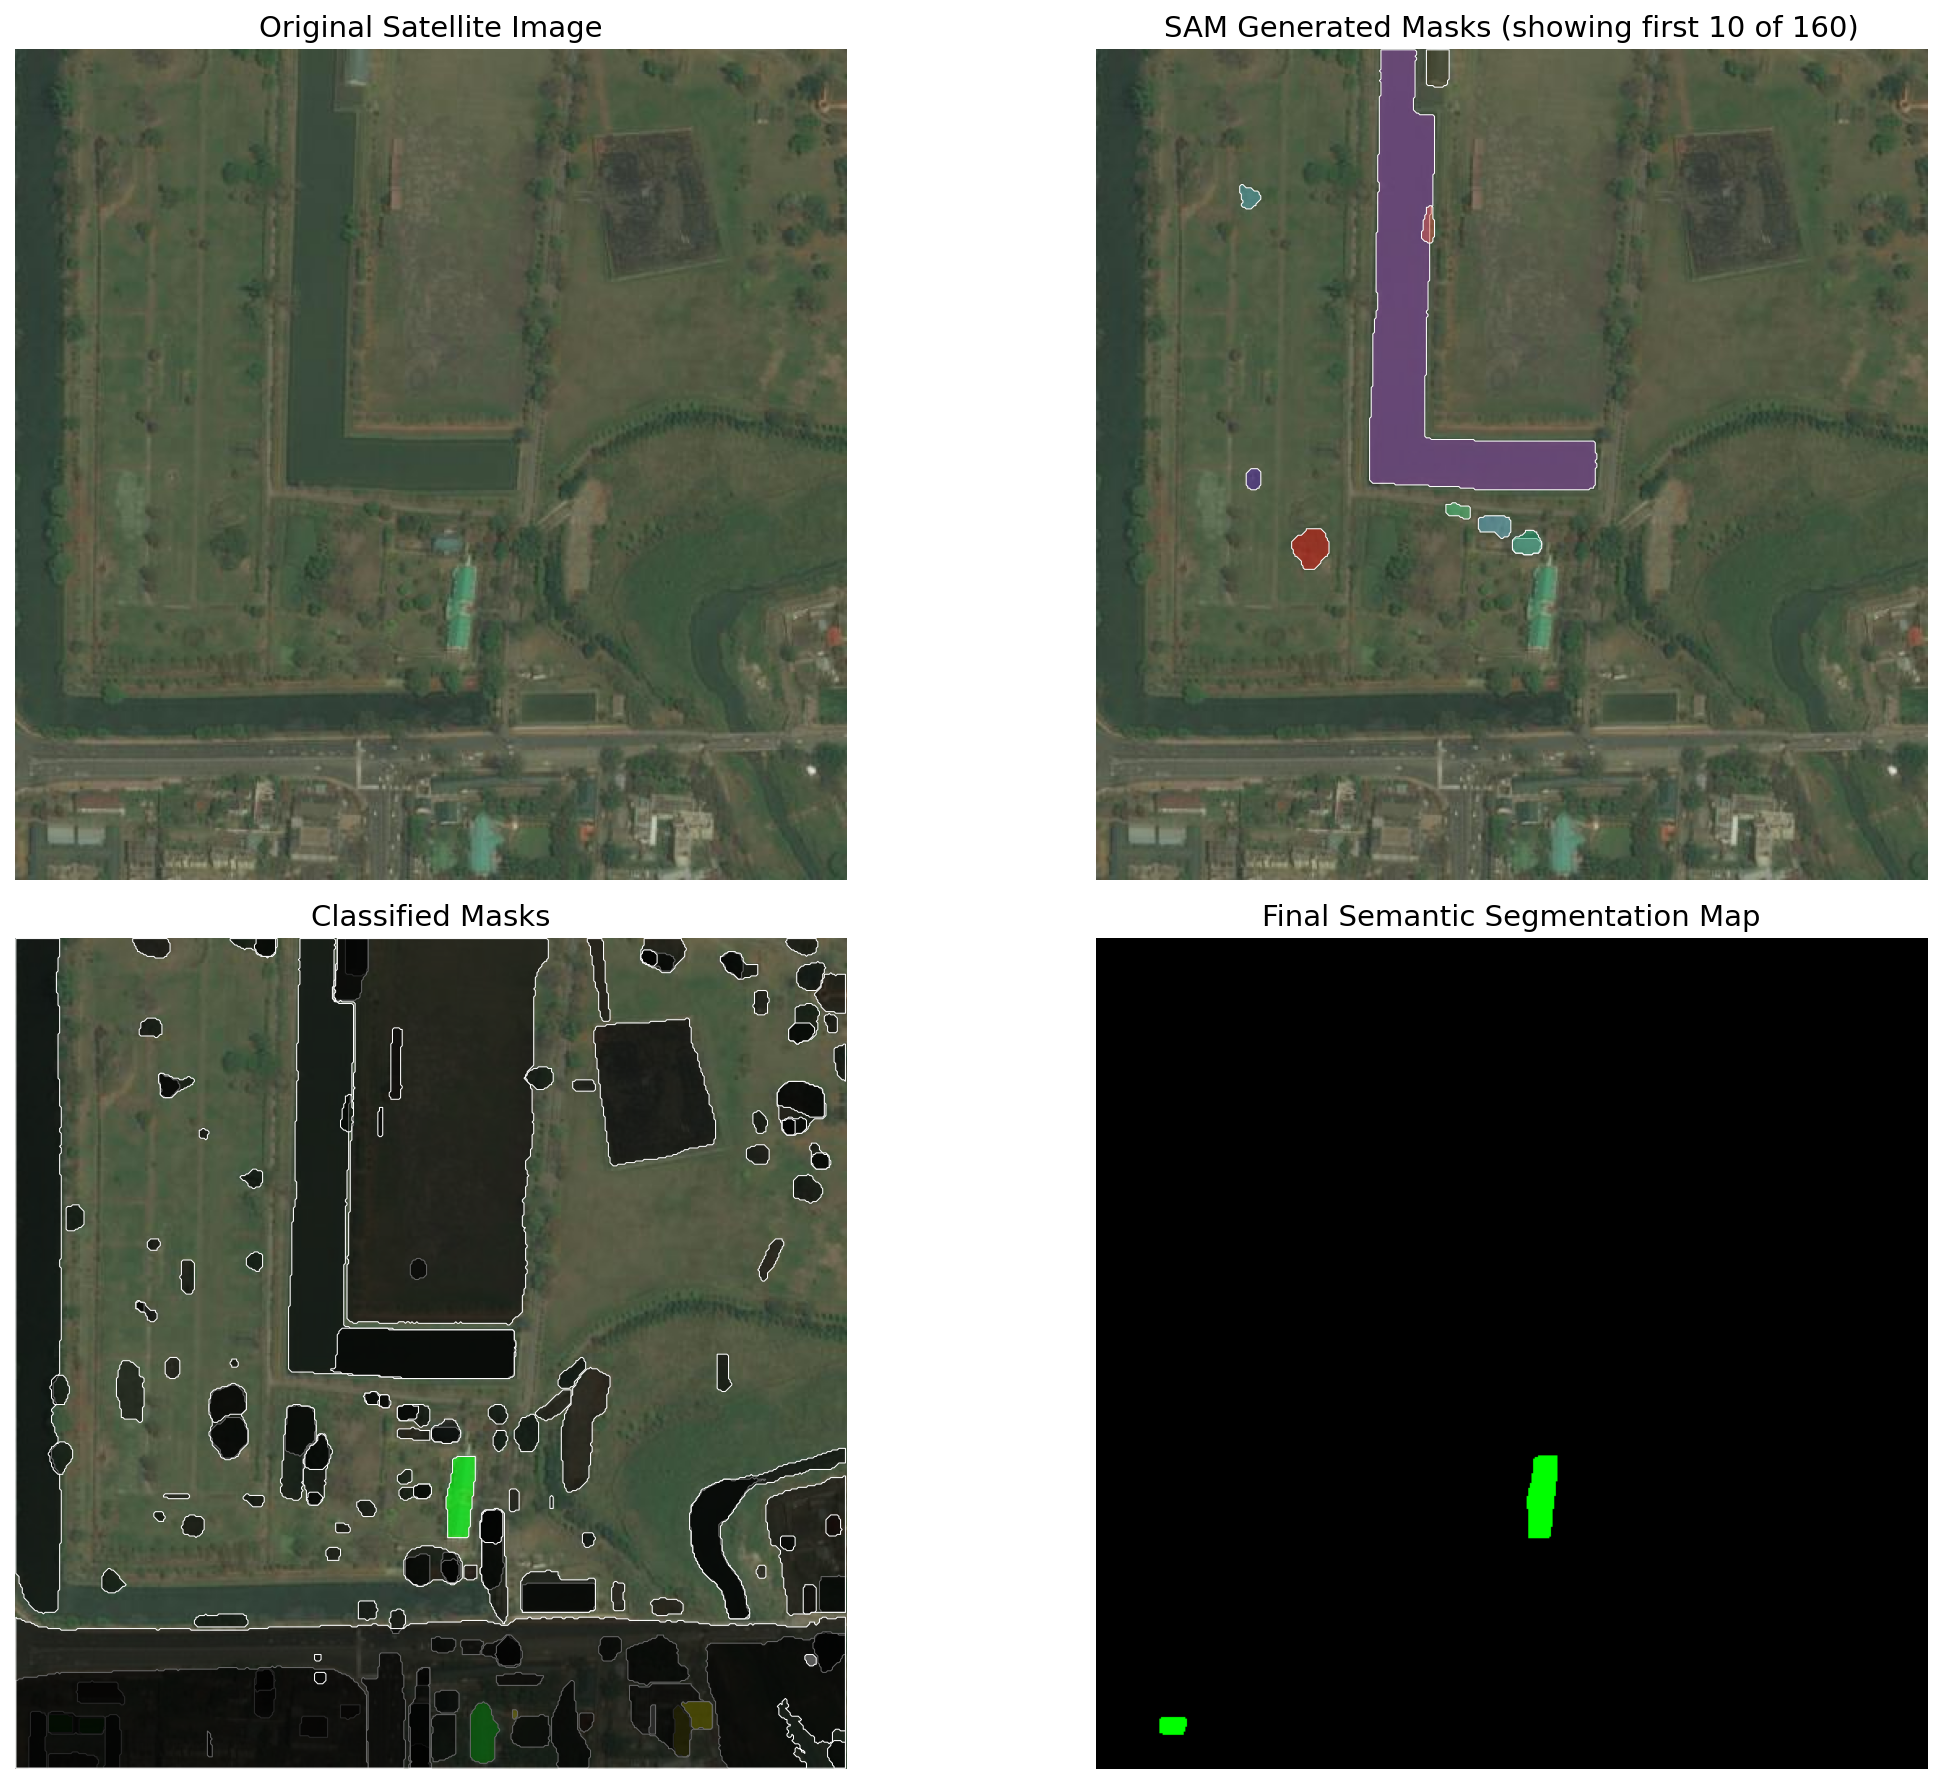 Original Satellite Image
SAM Generated Masks (showing first 10 of 160)
Classified Masks
Final Semantic Segmentation Map